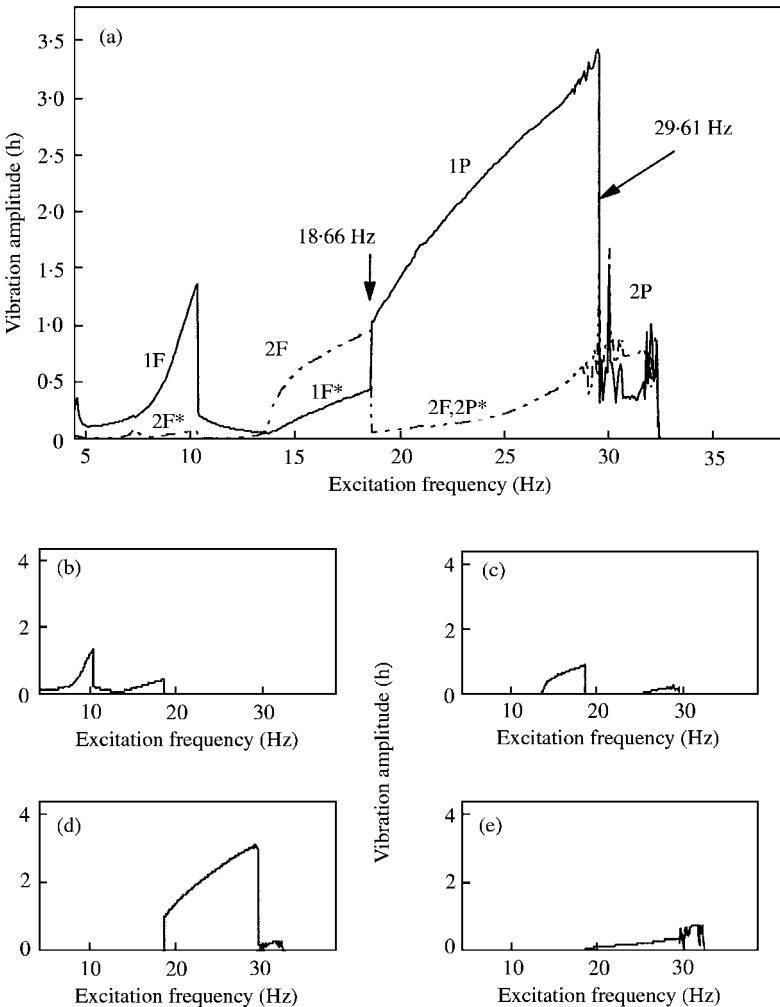 (a)
3·5
3·0
2·5
2·0
1·5
1·0
0·5
0
Vibration amplitude (h)
1F
2F*
2F
1F*
18·66 Hz
1P
29·61 Hz
2P
2F,2P*
5 10 15 20 25 30 35
Excitation frequency (Hz)
(b)
4
2
0
10 20 30
Excitation frequency (Hz)
(c)
4
2
0
10 20 30
Excitation frequency (Hz)
Vibration amplitude (h)
(d)
4
2
0
10 20 30
Excitation frequency (Hz)
(e)
4
2
0
10 20 30
Excitation frequency (Hz)